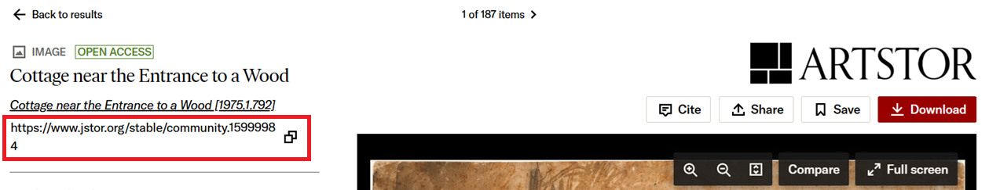 Back to results
1 of 187 items
IMAGE OPEN ACCESS
Cottage near the Entrance to a Wood
Cottage near the Entrance to a Wood [1975.1.792]
https://www.jstor.org/stable/community.1599998
4
ARTSTOR
Cite Share Save Download
Compare Full screen